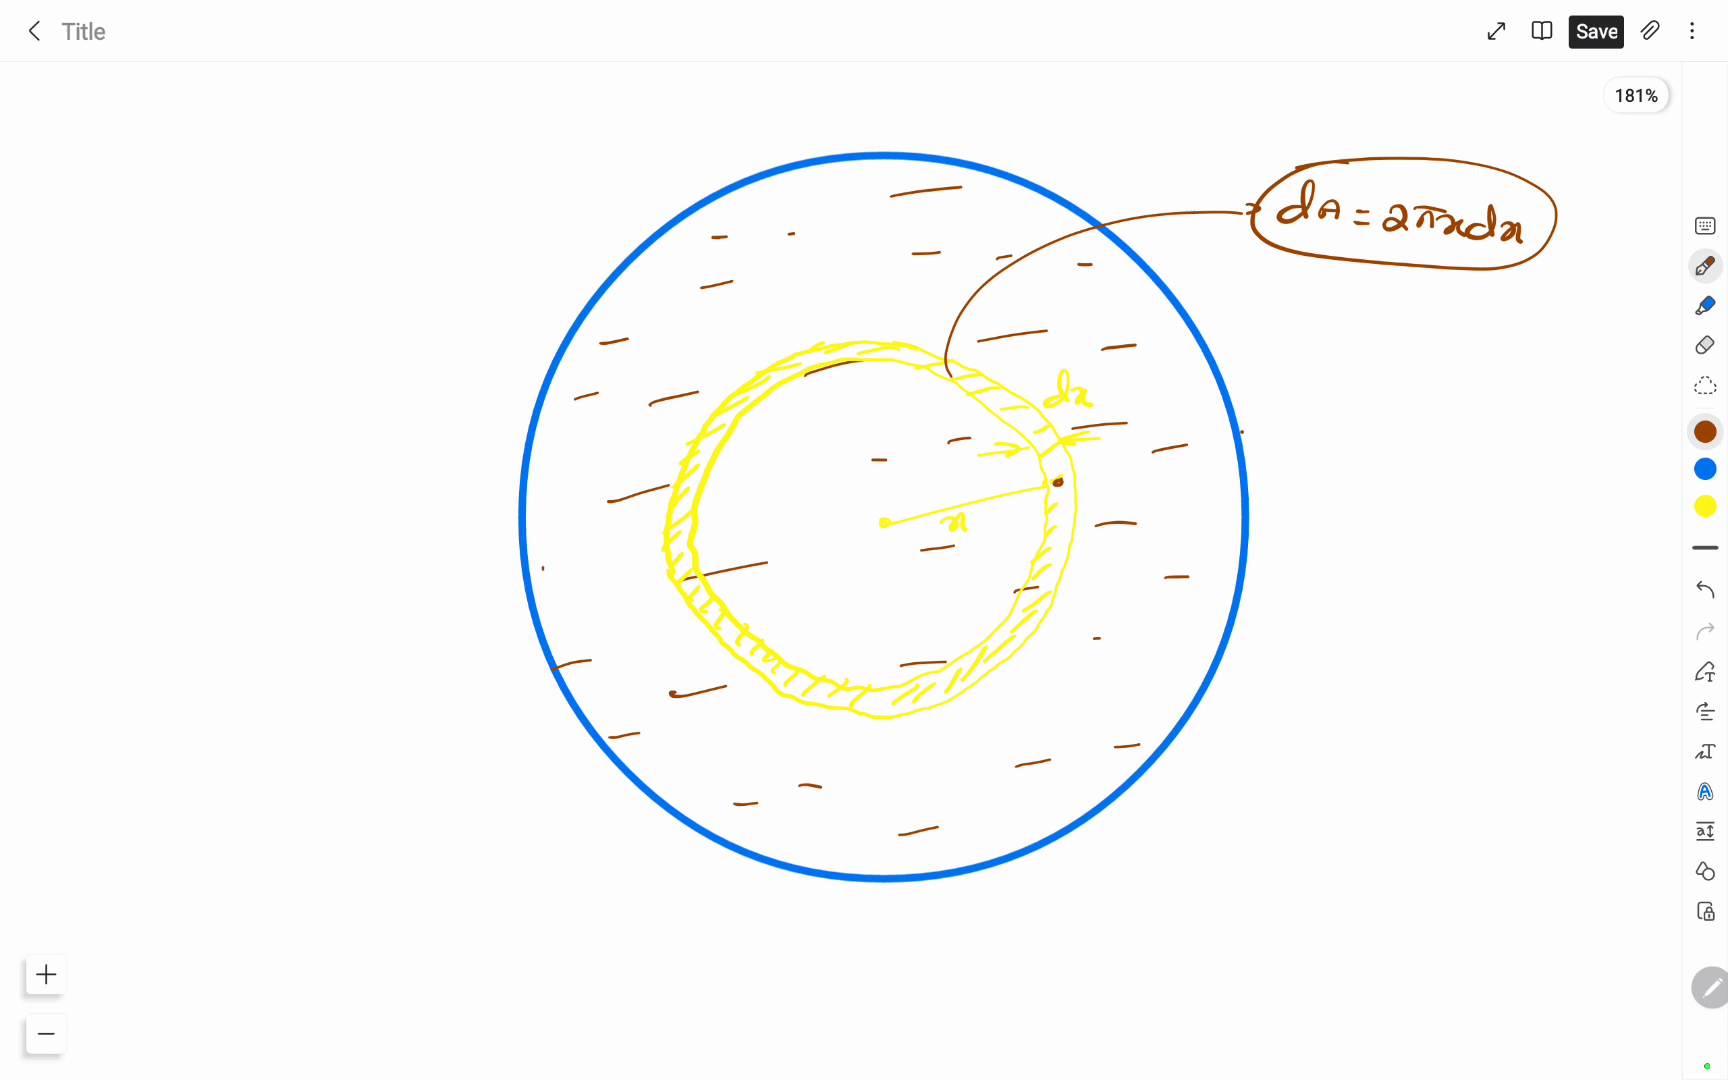 Title
Save
181%
dA = 2πxdx
dx
x